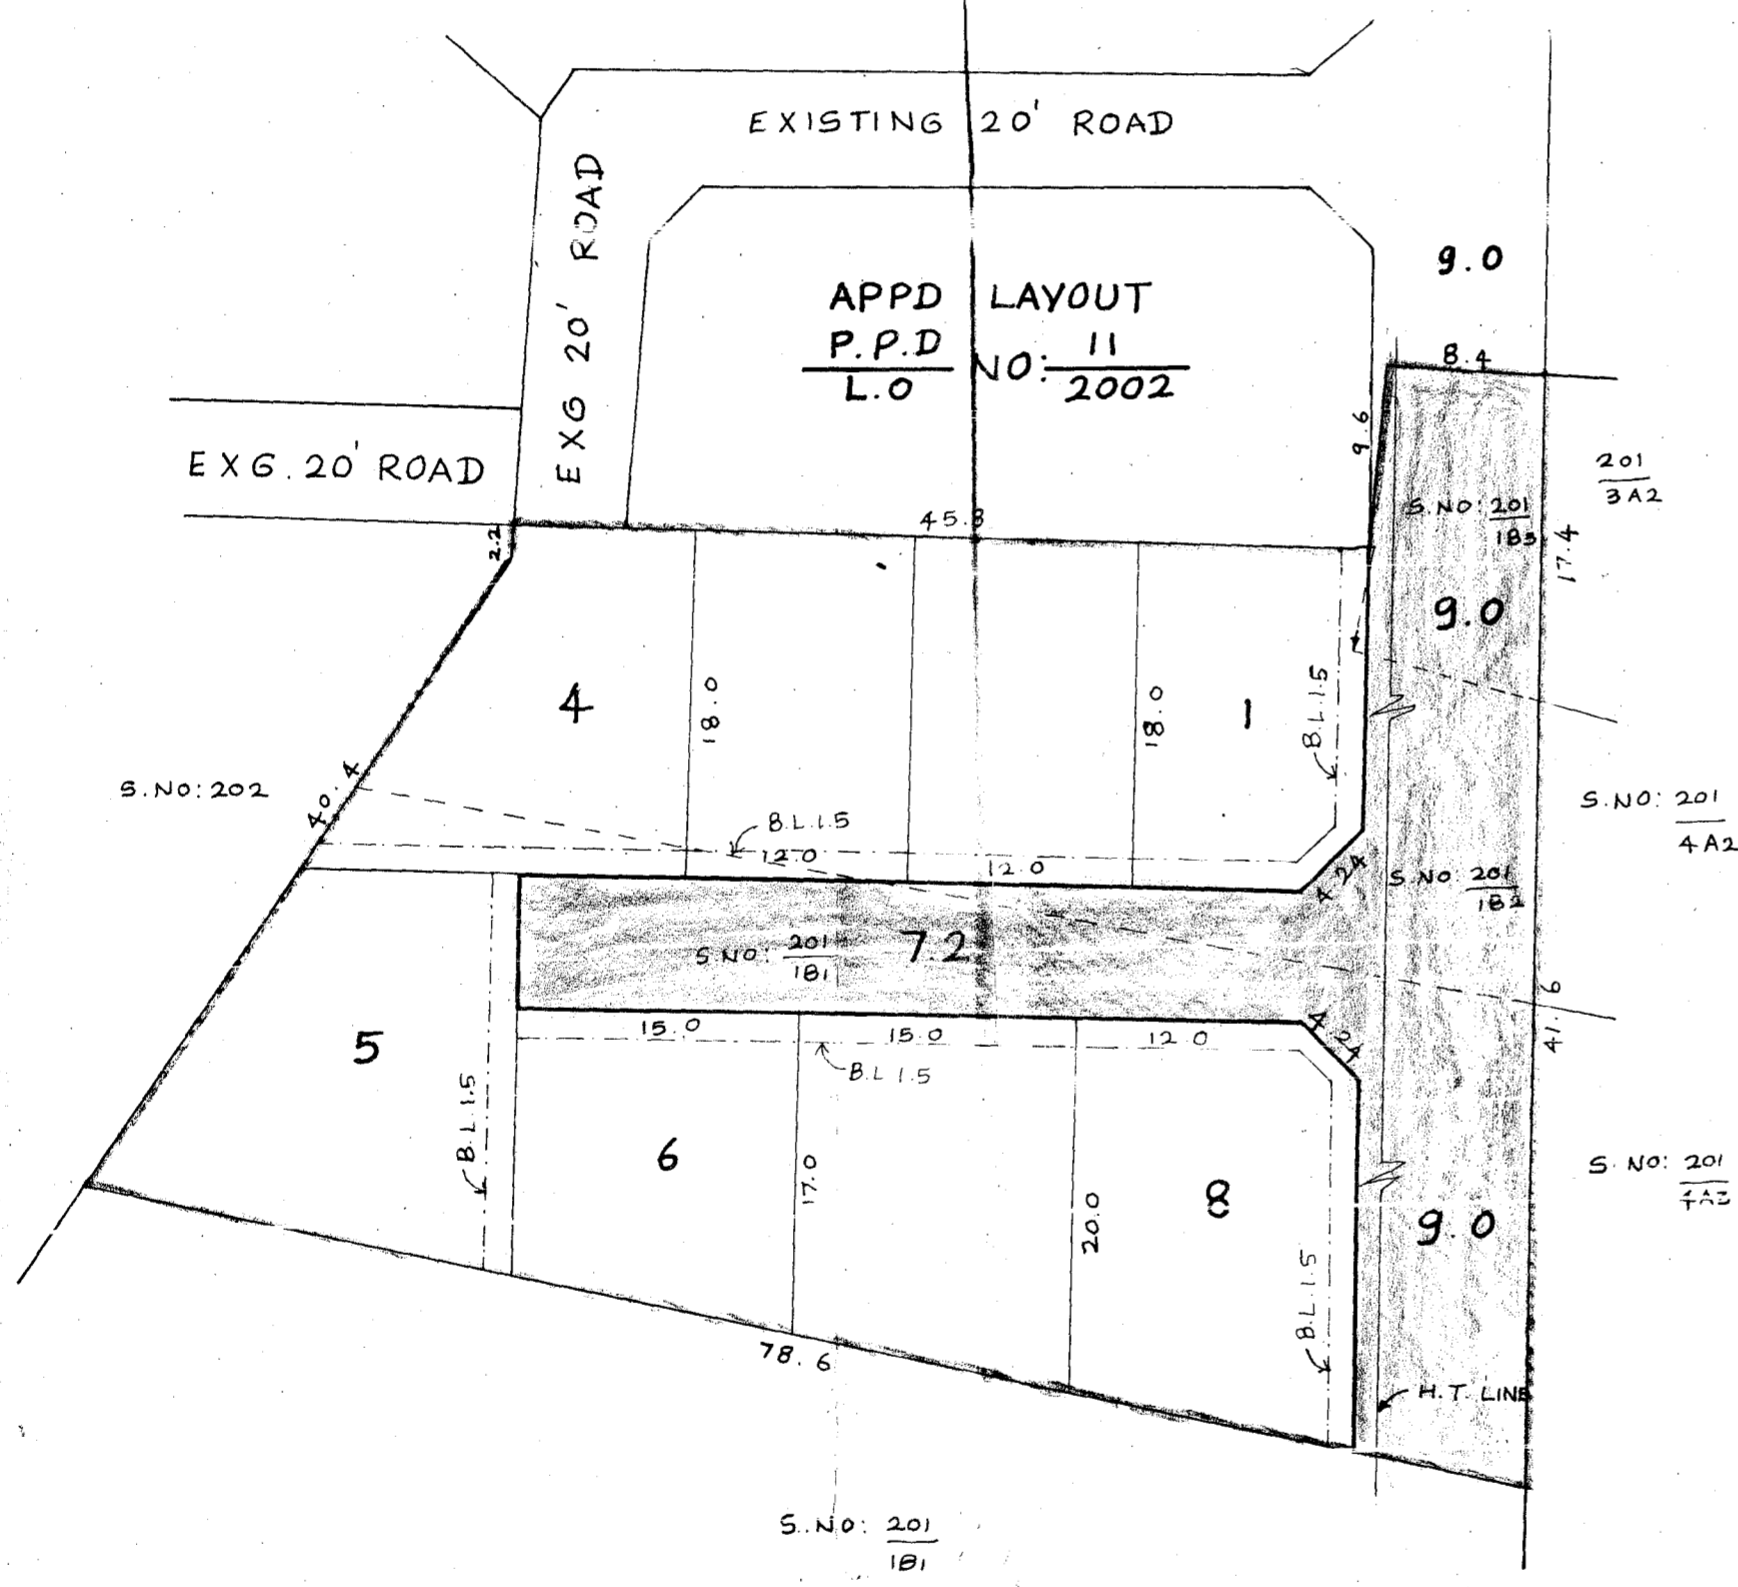 EXISTING 20' ROAD
EXG 20' ROAD
9.0
APPD LAYOUT
P.P.D
L.O
NO:
11
2002
8.4
9.6
EXG. 20' ROAD
201
3A2
S.NO: 201
1B3
17.4
45.8
2.2
9.0
4
18.0
18.0
1
B.L.1.5
S.NO: 202
40.4
B.L.1.5
12.0
12.0
4.24
S.NO: 201
4A2
S.NO: 201
1B2
S.NO: 201
1B1
7.2
41.6
5
15.0
15.0
12.0
4.24
B.L 1.5
B.L.1.5
6
17.0
20.0
8
B.L.1.5
9.0
S.NO: 201
78.6
H.T. LINE
S.NO: 201
1B1